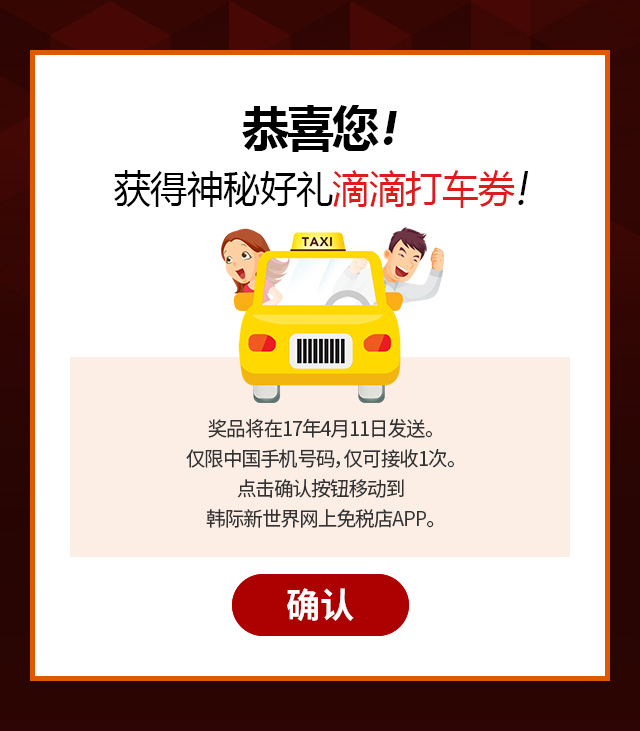 恭喜您!
获得神秘好礼滴滴打车券!
TAXI
奖品将在17年4月11日发送。
仅限中国手机号码, 仅可接收1次。
点击确认按钮移动到
韩际新世界网上免税店APP。
确认